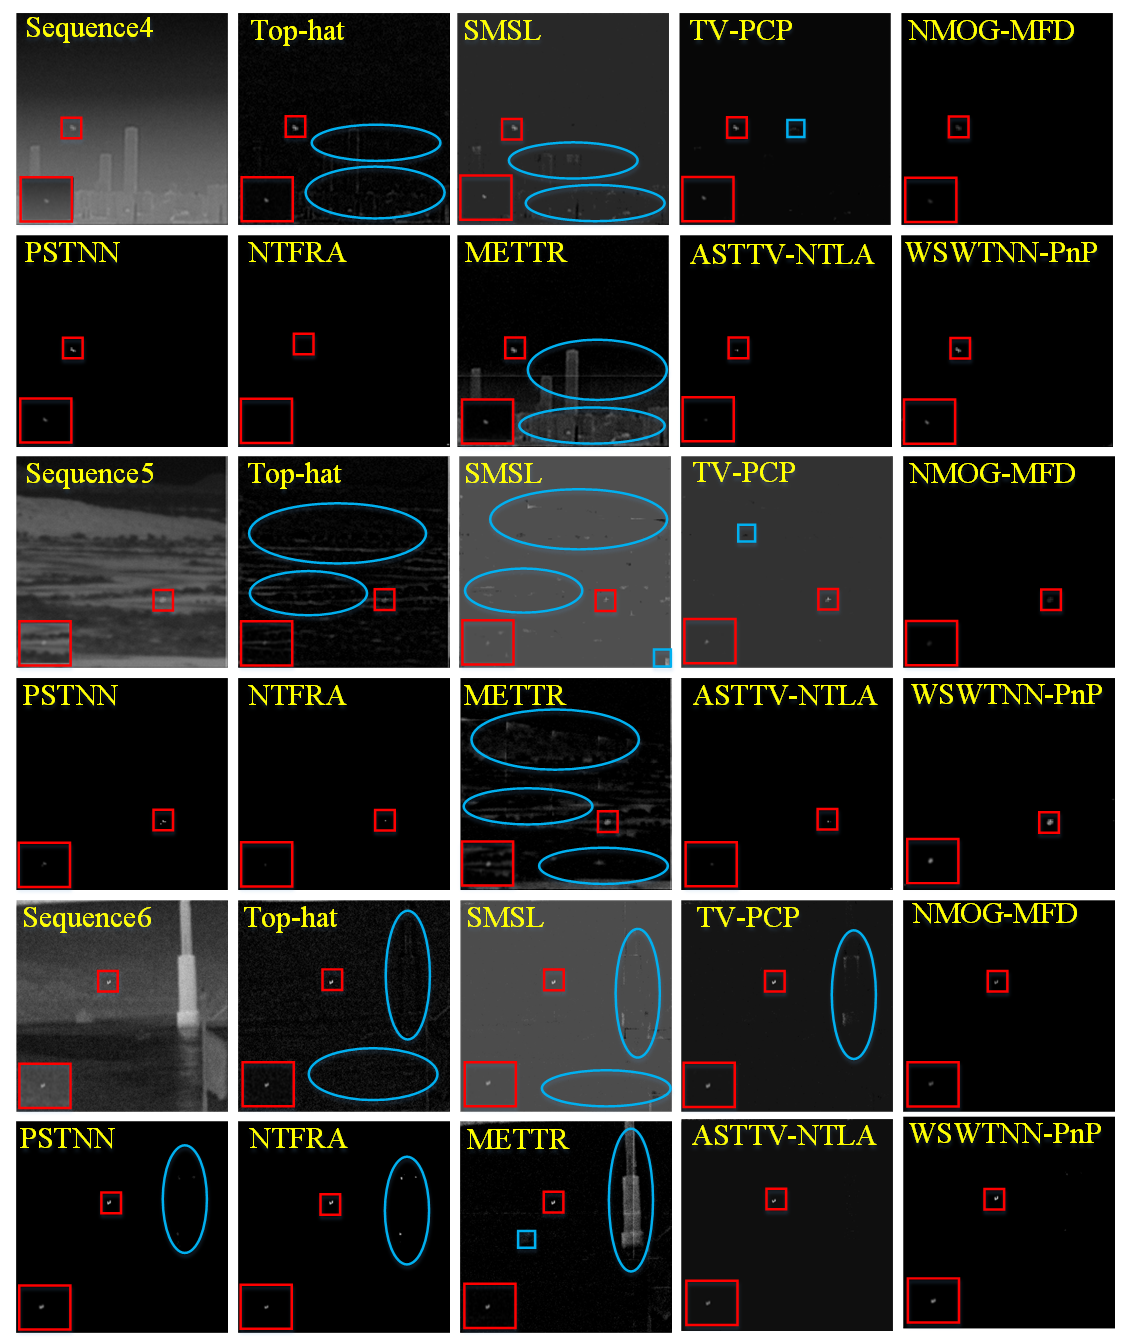 Sequence4 Top-hat SMSL TV-PCP NMOG-MFD
PSTNN NTFRA METTR ASTTV-NTLA WSWTNN-PnP
Sequence5 Top-hat SMSL TV-PCP NMOG-MFD
PSTNN NTFRA METTR ASTTV-NTLA WSWTNN-PnP
Sequence6 Top-hat SMSL TV-PCP NMOG-MFD
PSTNN NTFRA METTR ASTTV-NTLA WSWTNN-PnP